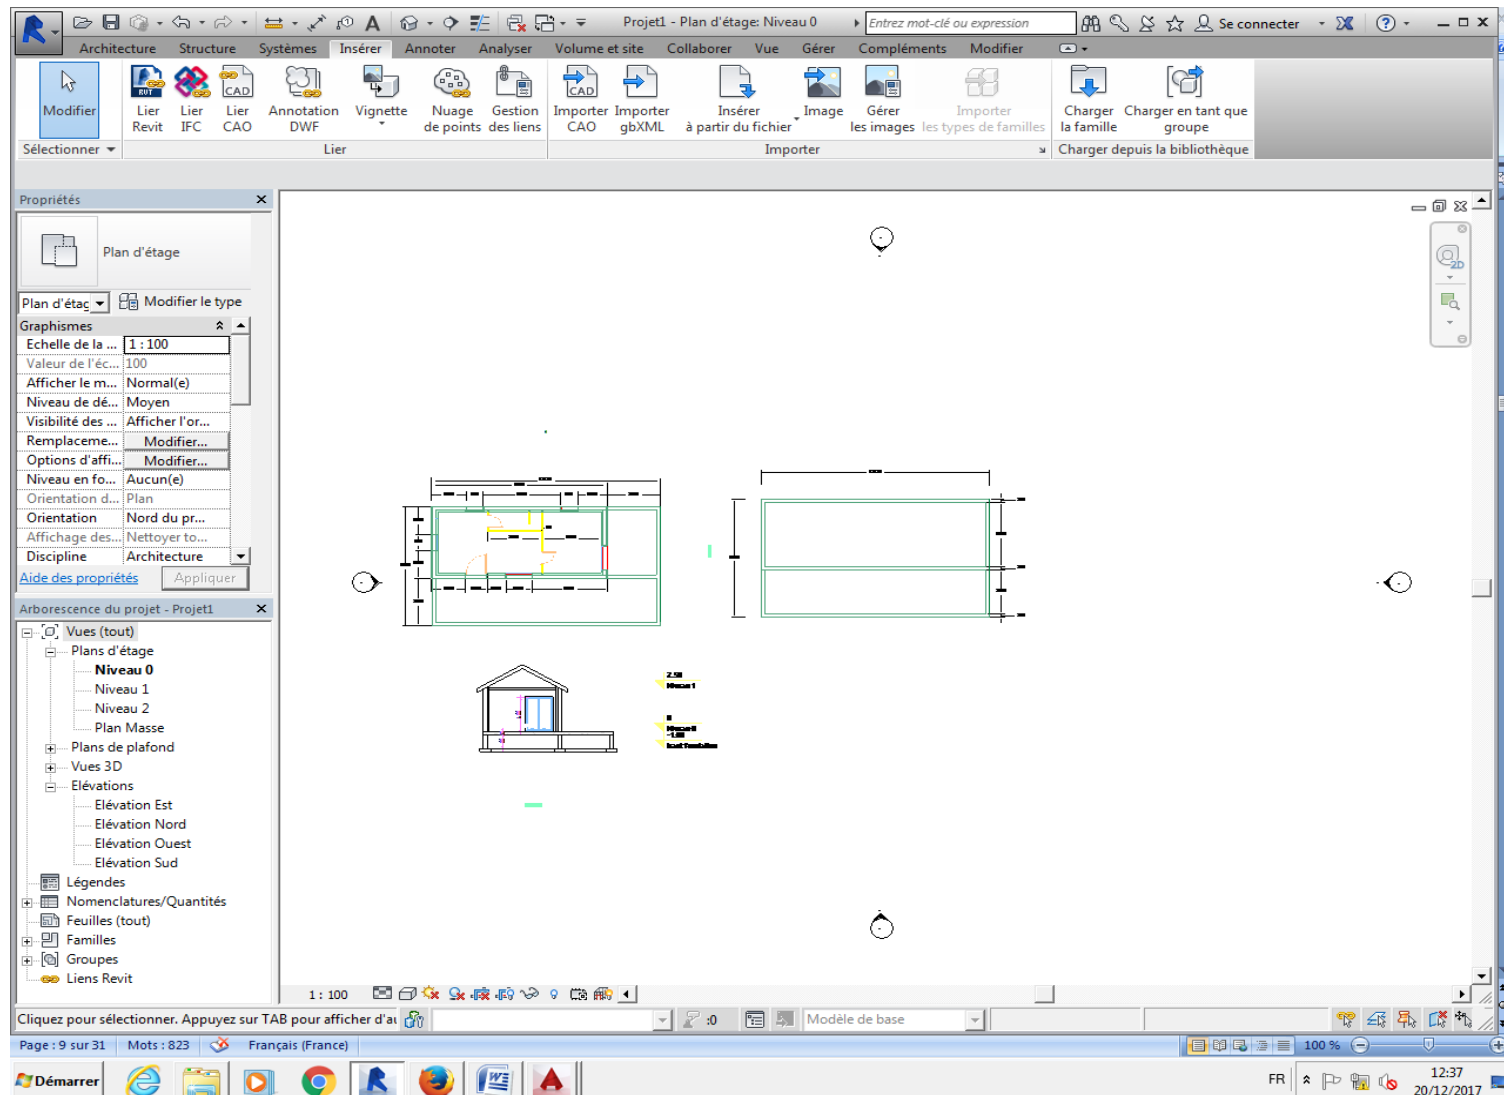 Projet1 - Plan d'étage: Niveau 0
Entrez mot-clé ou expression
Se connecter
Architecture Structure Systèmes Insérer Annoter Analyser Volume et site Collaborer Vue Gérer Compléments Modifier
Modifier
Lier Revit
Lier IFC
Lier CAO
Annotation DWF
Vignette
Nuage de points
Gestion des liens
Importer CAO
Importer gbXML
Insérer à partir du fichier
Image
Gérer les images
Importer les types de familles
Charger la famille
Charger en tant que groupe
Sélectionner Lier Importer Charger depuis la bibliothèque
Propriétés
Plan d'étage
Plan d'étag Modifier le type
Graphismes
Echelle de la ... 1 : 100
Valeur de l'éc... 100
Afficher le m... Normal(e)
Niveau de dé... Moyen
Visibilité des ... Afficher l'or...
Remplaceme... Modifier...
Options d'affi... Modifier...
Niveau en fo... Aucun(e)
Orientation d... Plan
Orientation Nord du pr...
Affichage des... Nettoyer to...
Discipline Architecture
Aide des propriétés Appliquer
Arborescence du projet - Projet1
Vues (tout)
Plans d'étage
Niveau 0
Niveau 1
Niveau 2
Plan Masse
Plans de plafond
Vues 3D
Elévations
Elévation Est
Elévation Nord
Elévation Ouest
Elévation Sud
Légendes
Nomenclatures/Quantités
Feuilles (tout)
Familles
Groupes
Liens Revit
2D
2.50
Niveau 1
0
Niveau 0
-1.00
1 : 100
Cliquez pour sélectionner. Appuyez sur TAB pour afficher d'au
:0
Modèle de base
Page : 9 sur 31 Mots : 823 Français (France) 100 %
Démarrer
FR
12:37
20/12/2017